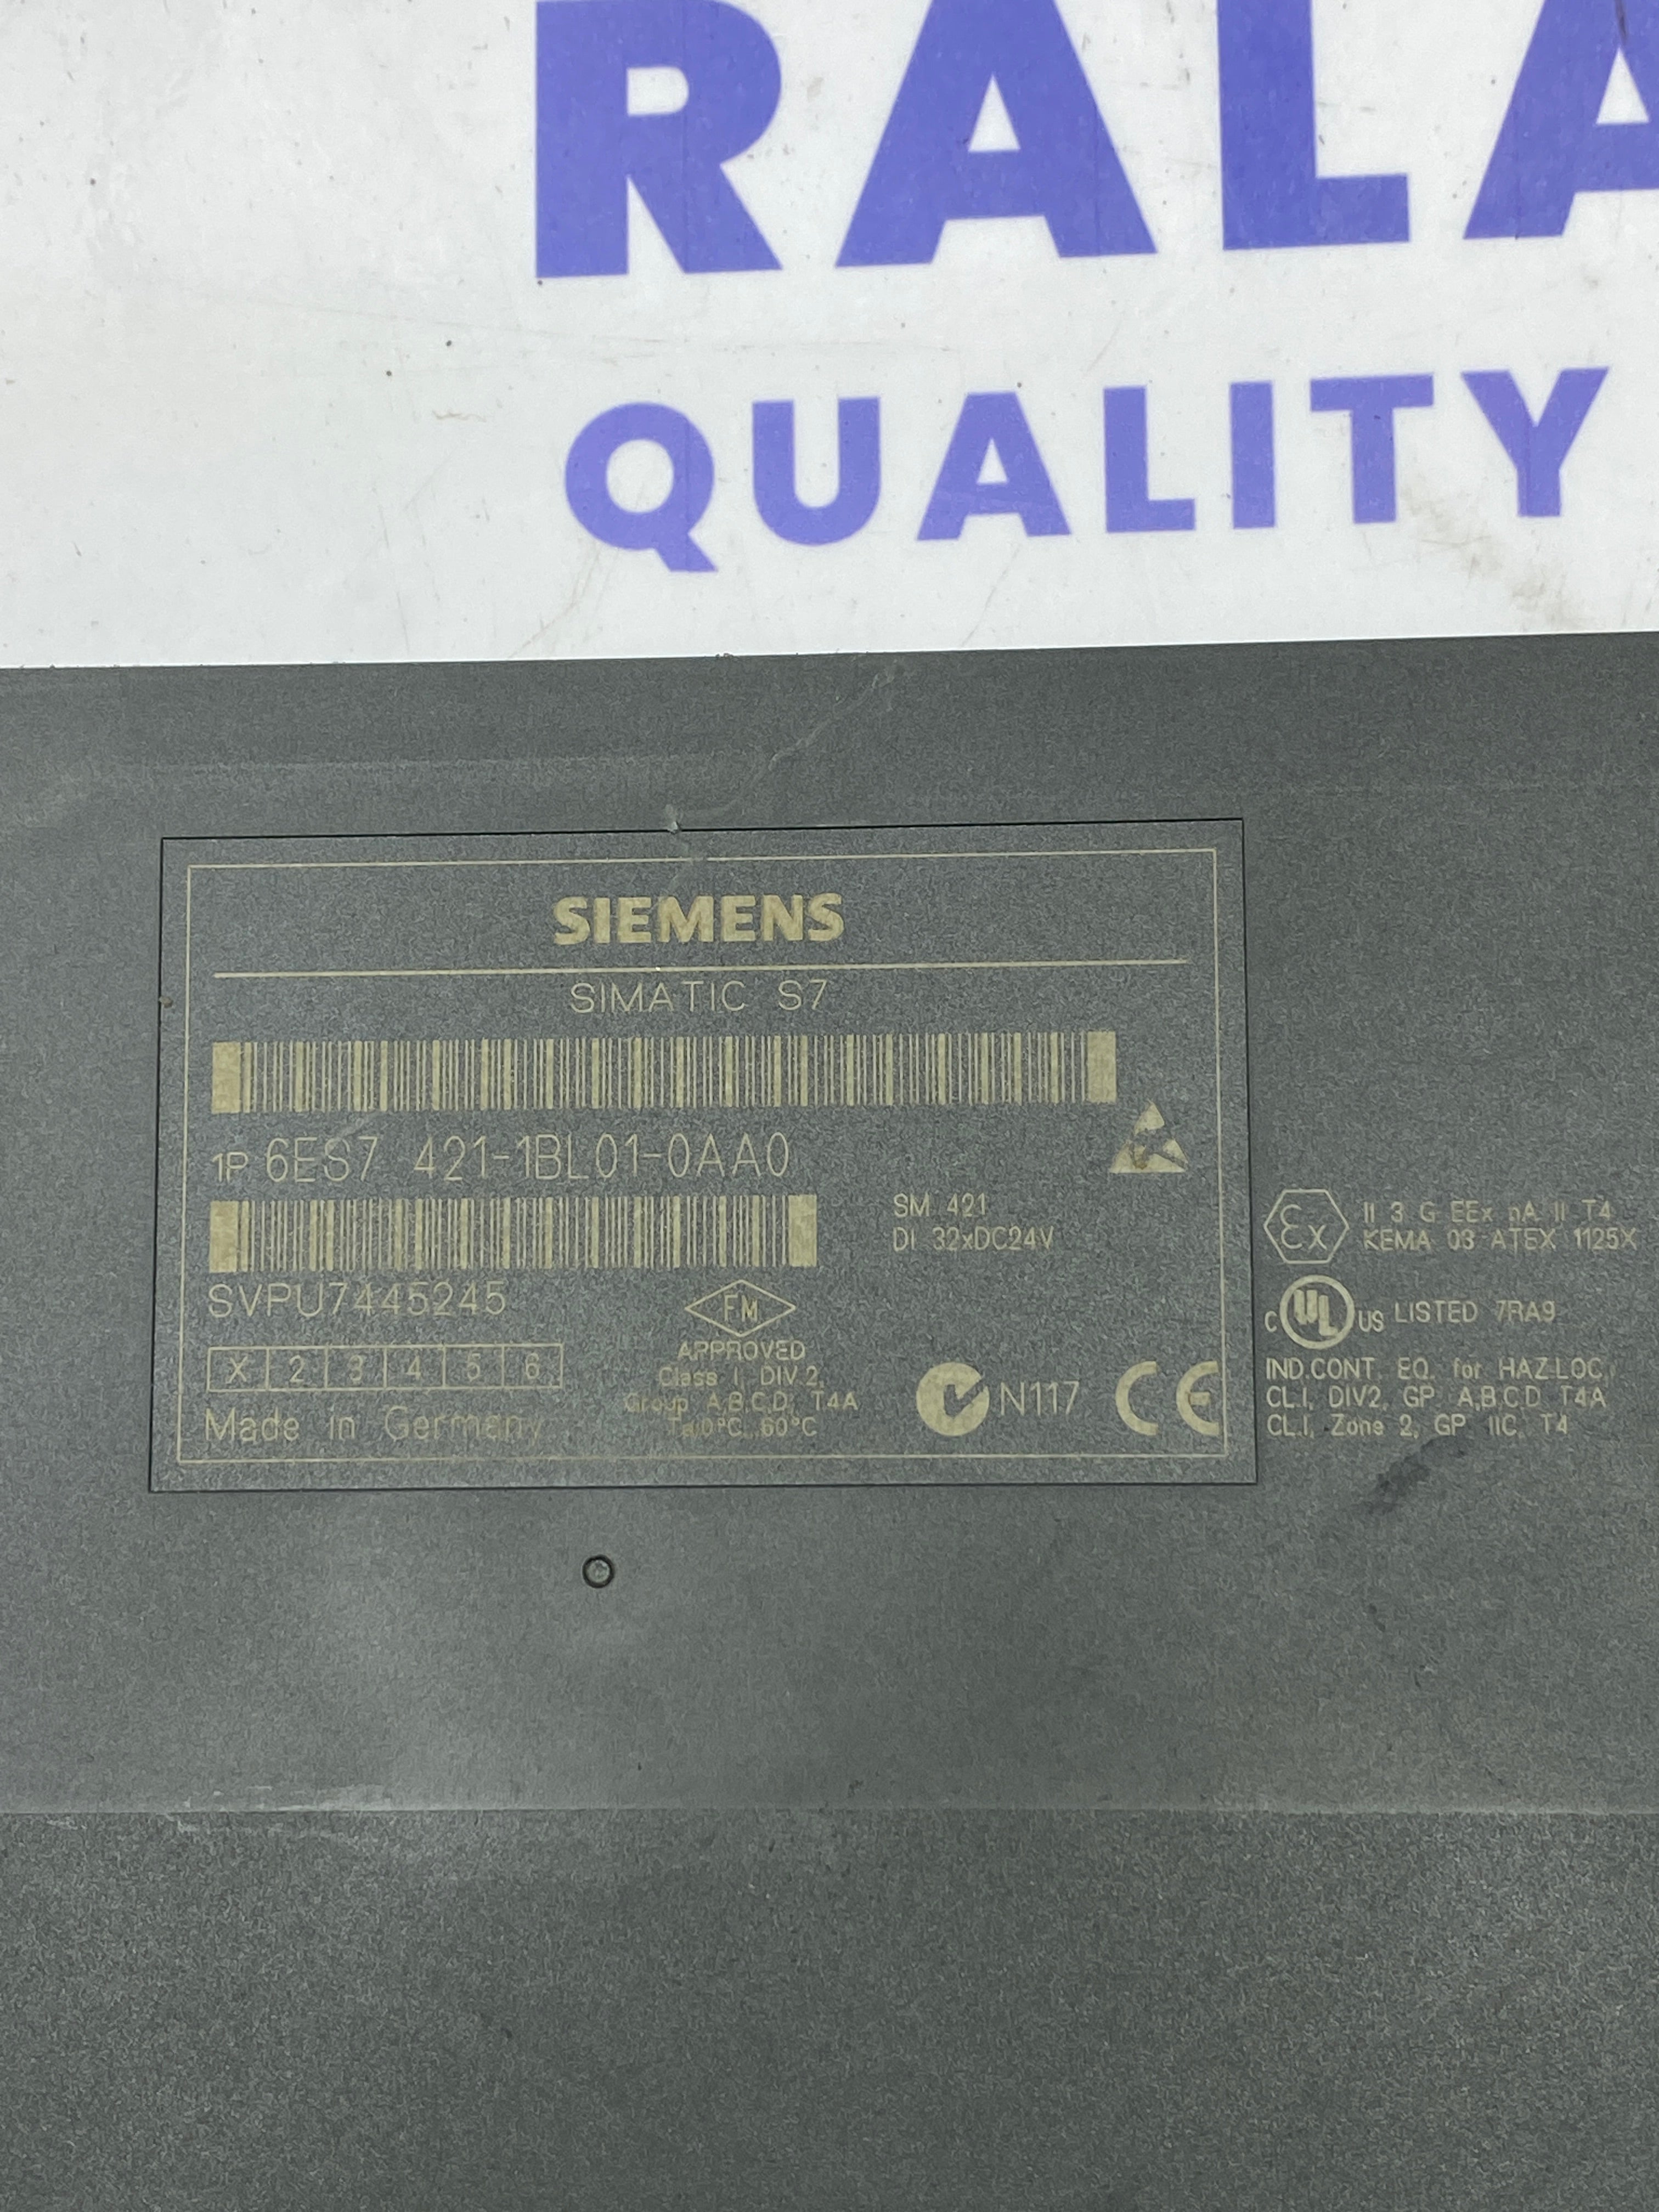 RALA
QUALITY
SIEMENS
SIMATIC S7
1P 6ES7 421-1BL01-0AA0
SM 421
DI 32xDC24V
SVPU7445245
X 2 3 4 5 6
Made in Germany
FM
APPROVED
Class I, DIV.2,
Group A,B,C,D, T4A
Ta:0°C...60°C
N117
CE
Ex
II 3 G EEx nA II T4
KEMA 03 ATEX 1125X
C UL US LISTED 7RA9
IND.CONT. EQ. for HAZ.LOC.
CL.I, DIV2, GP. A,B,C,D T4A
CL.I, Zone 2, GP. IIC, T4